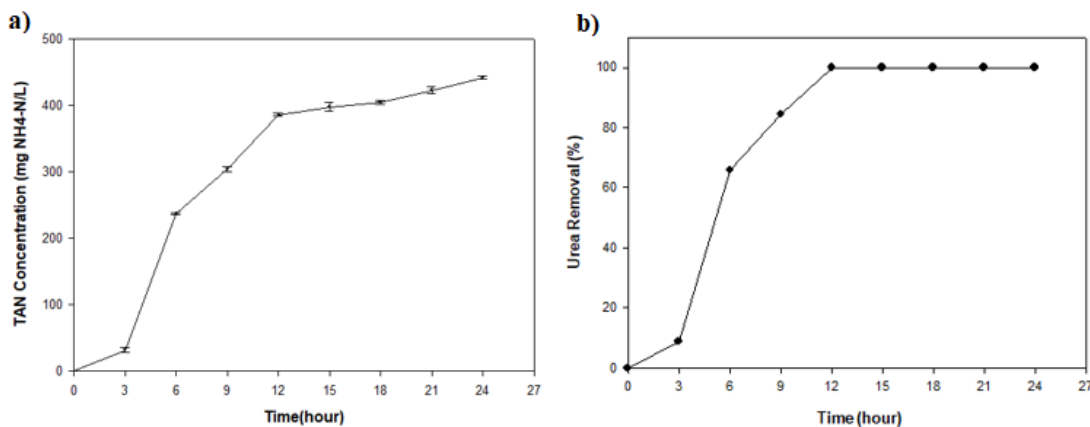 a)
500
400
300
200
100
0
TAN Concentration (mg NH4-N/L)
0 3 6 9 12 15 18 21 24 27
Time(hour)
b)
100
80
60
40
20
0
Urea Removal (%)
0 3 6 9 12 15 18 21 24 27
Time (hour)